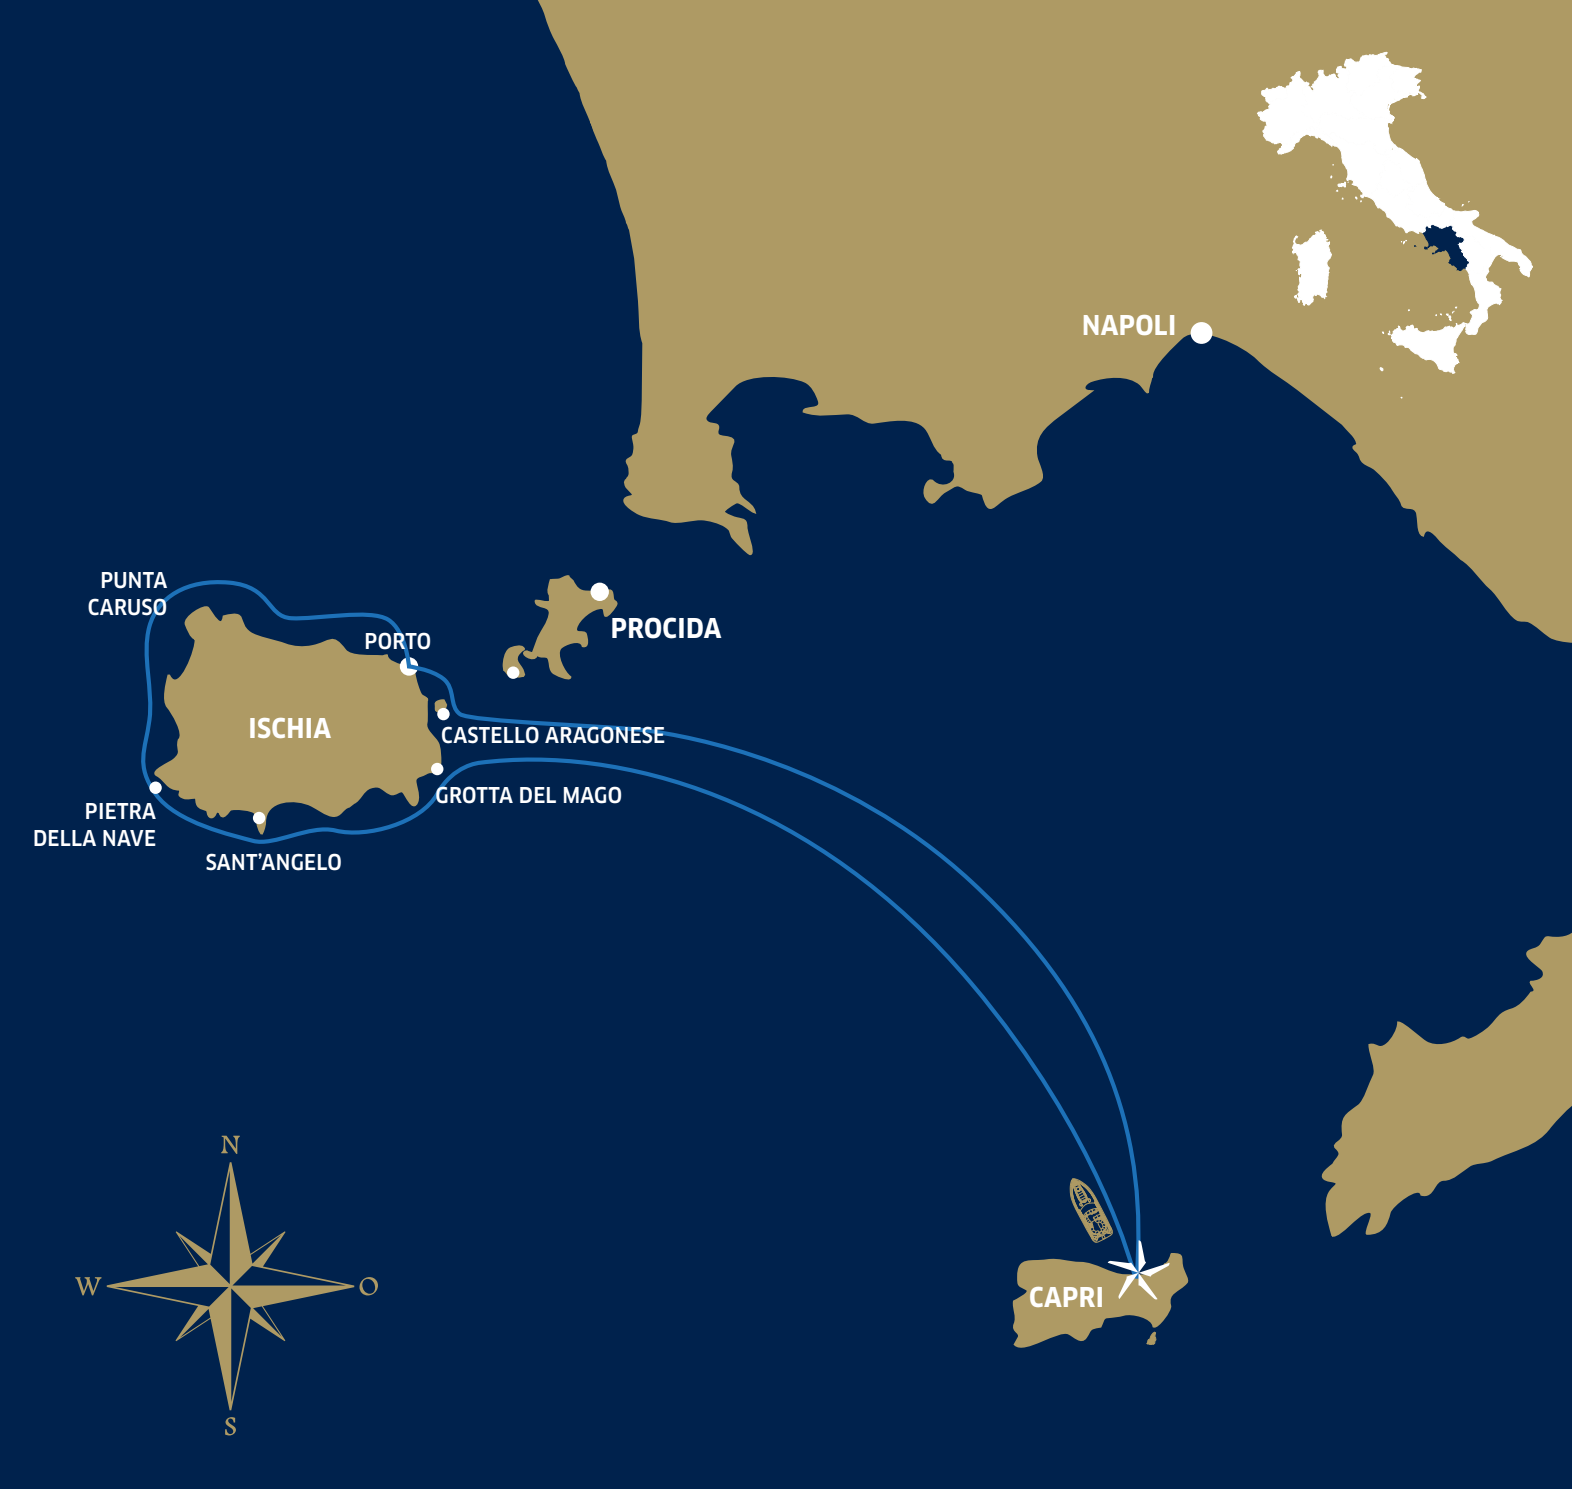 NAPOLI
PUNTA
CARUSO
PORTO
PROCIDA
ISCHIA
CASTELLO ARAGONESE
GROTTA DEL MAGO
PIETRA
DELLA NAVE
SANT'ANGELO
N
W
O
S
CAPRI